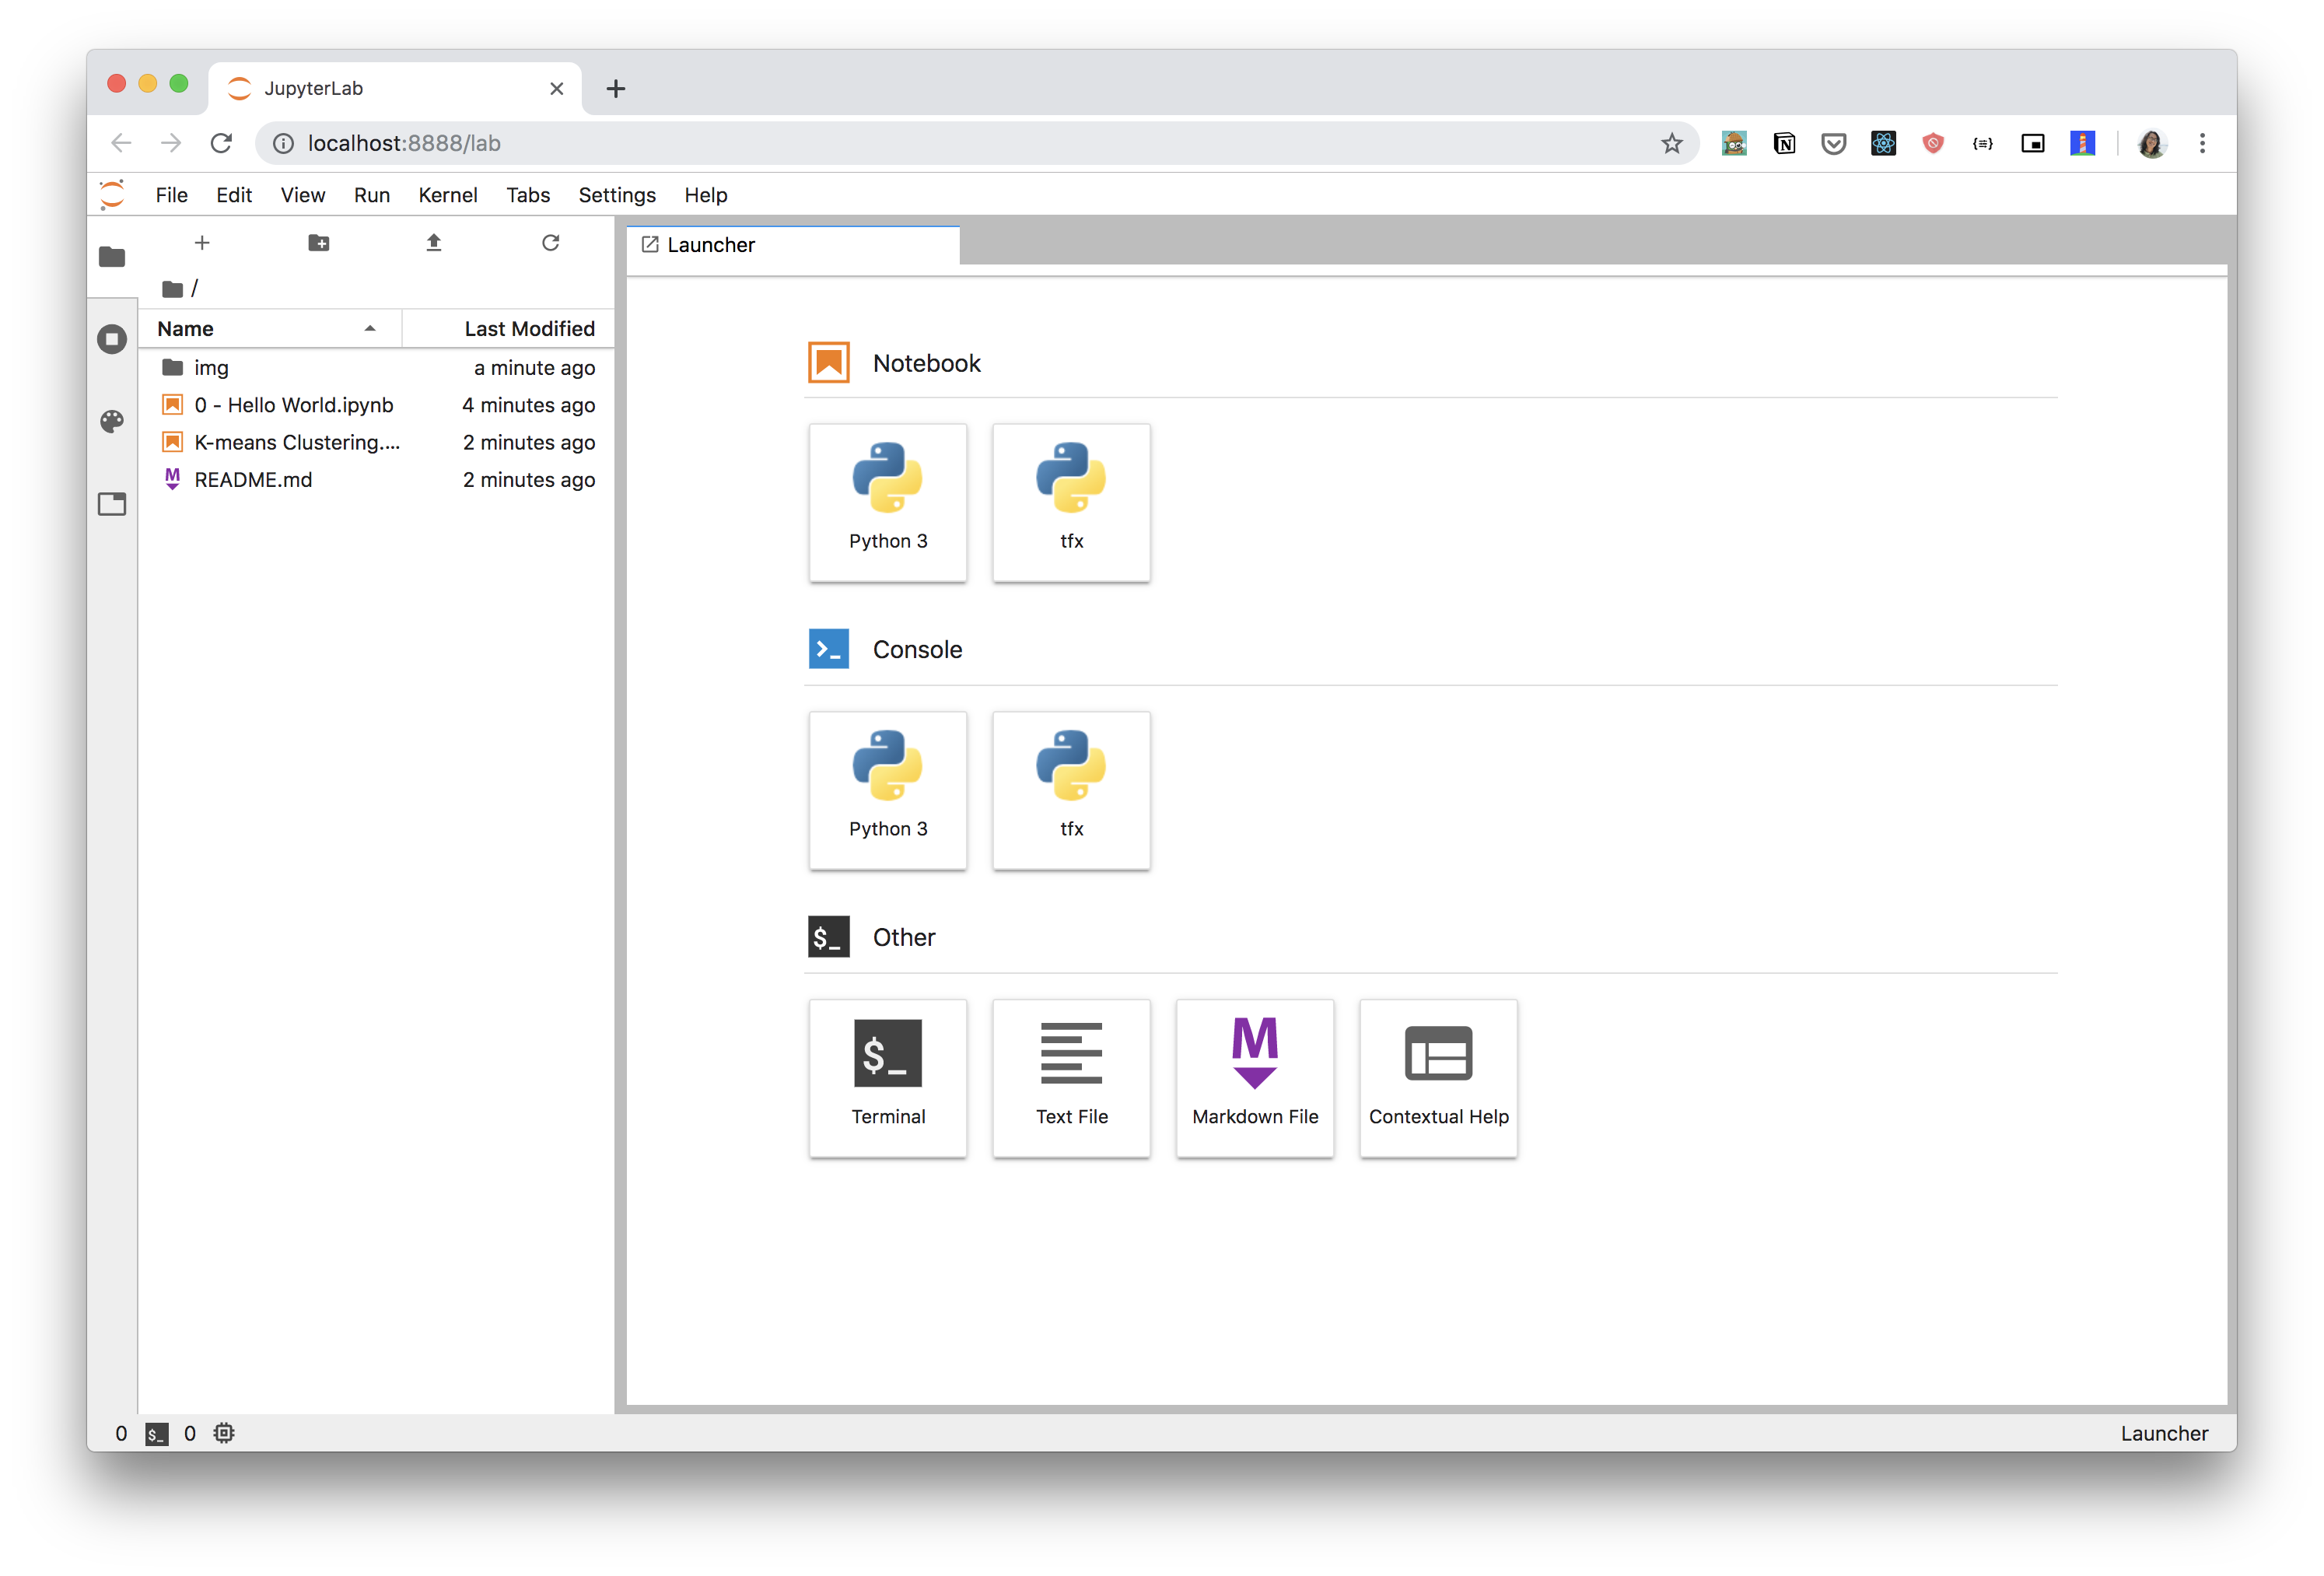 JupyterLab
localhost:8888/lab
File Edit View Run Kernel Tabs Settings Help
/
Name Last Modified
img a minute ago
0 - Hello World.ipynb 4 minutes ago
K-means Clustering.... 2 minutes ago
README.md 2 minutes ago
Launcher
Notebook
Python 3 tfx
Console
Python 3 tfx
$_ Other
$_ M
Terminal Text File Markdown File Contextual Help
0 $_ 0 Launcher